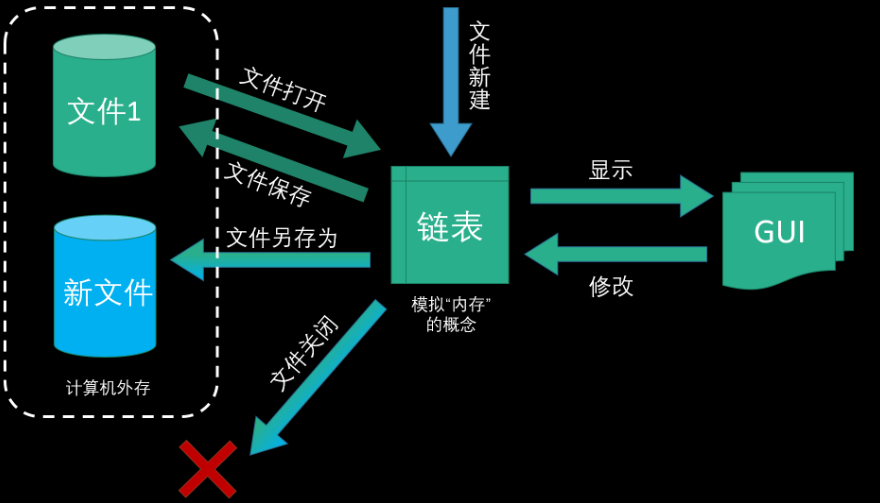 文件1
文件打开
文件保存
文件新建
新文件
文件另存为
计算机外存
文件关闭
链表
模拟“内存”
的概念
显示
修改
GUI